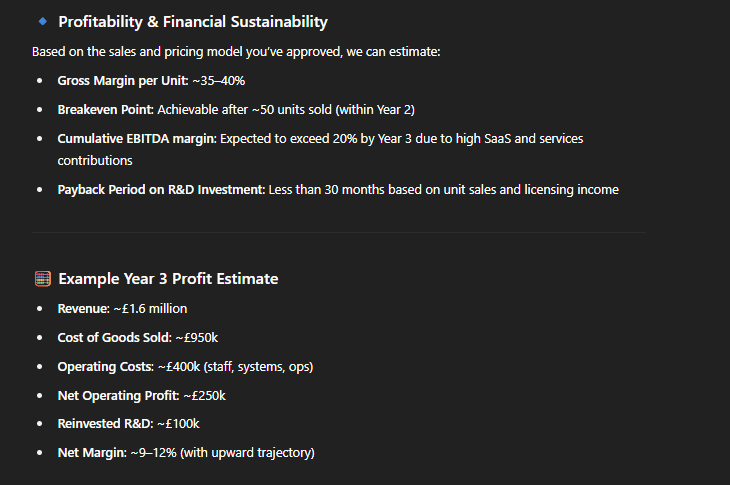 Profitability & Financial Sustainability
Based on the sales and pricing model you've approved, we can estimate:
• Gross Margin per Unit: ~35–40%
• Breakeven Point: Achievable after ~50 units sold (within Year 2)
• Cumulative EBITDA margin: Expected to exceed 20% by Year 3 due to high SaaS and services
contributions
• Payback Period on R&D Investment: Less than 30 months based on unit sales and licensing income
Example Year 3 Profit Estimate
• Revenue: ~£1.6 million
• Cost of Goods Sold: ~£950k
• Operating Costs: ~£400k (staff, systems, ops)
• Net Operating Profit: ~£250k
• Reinvested R&D: ~£100k
• Net Margin: ~9–12% (with upward trajectory)